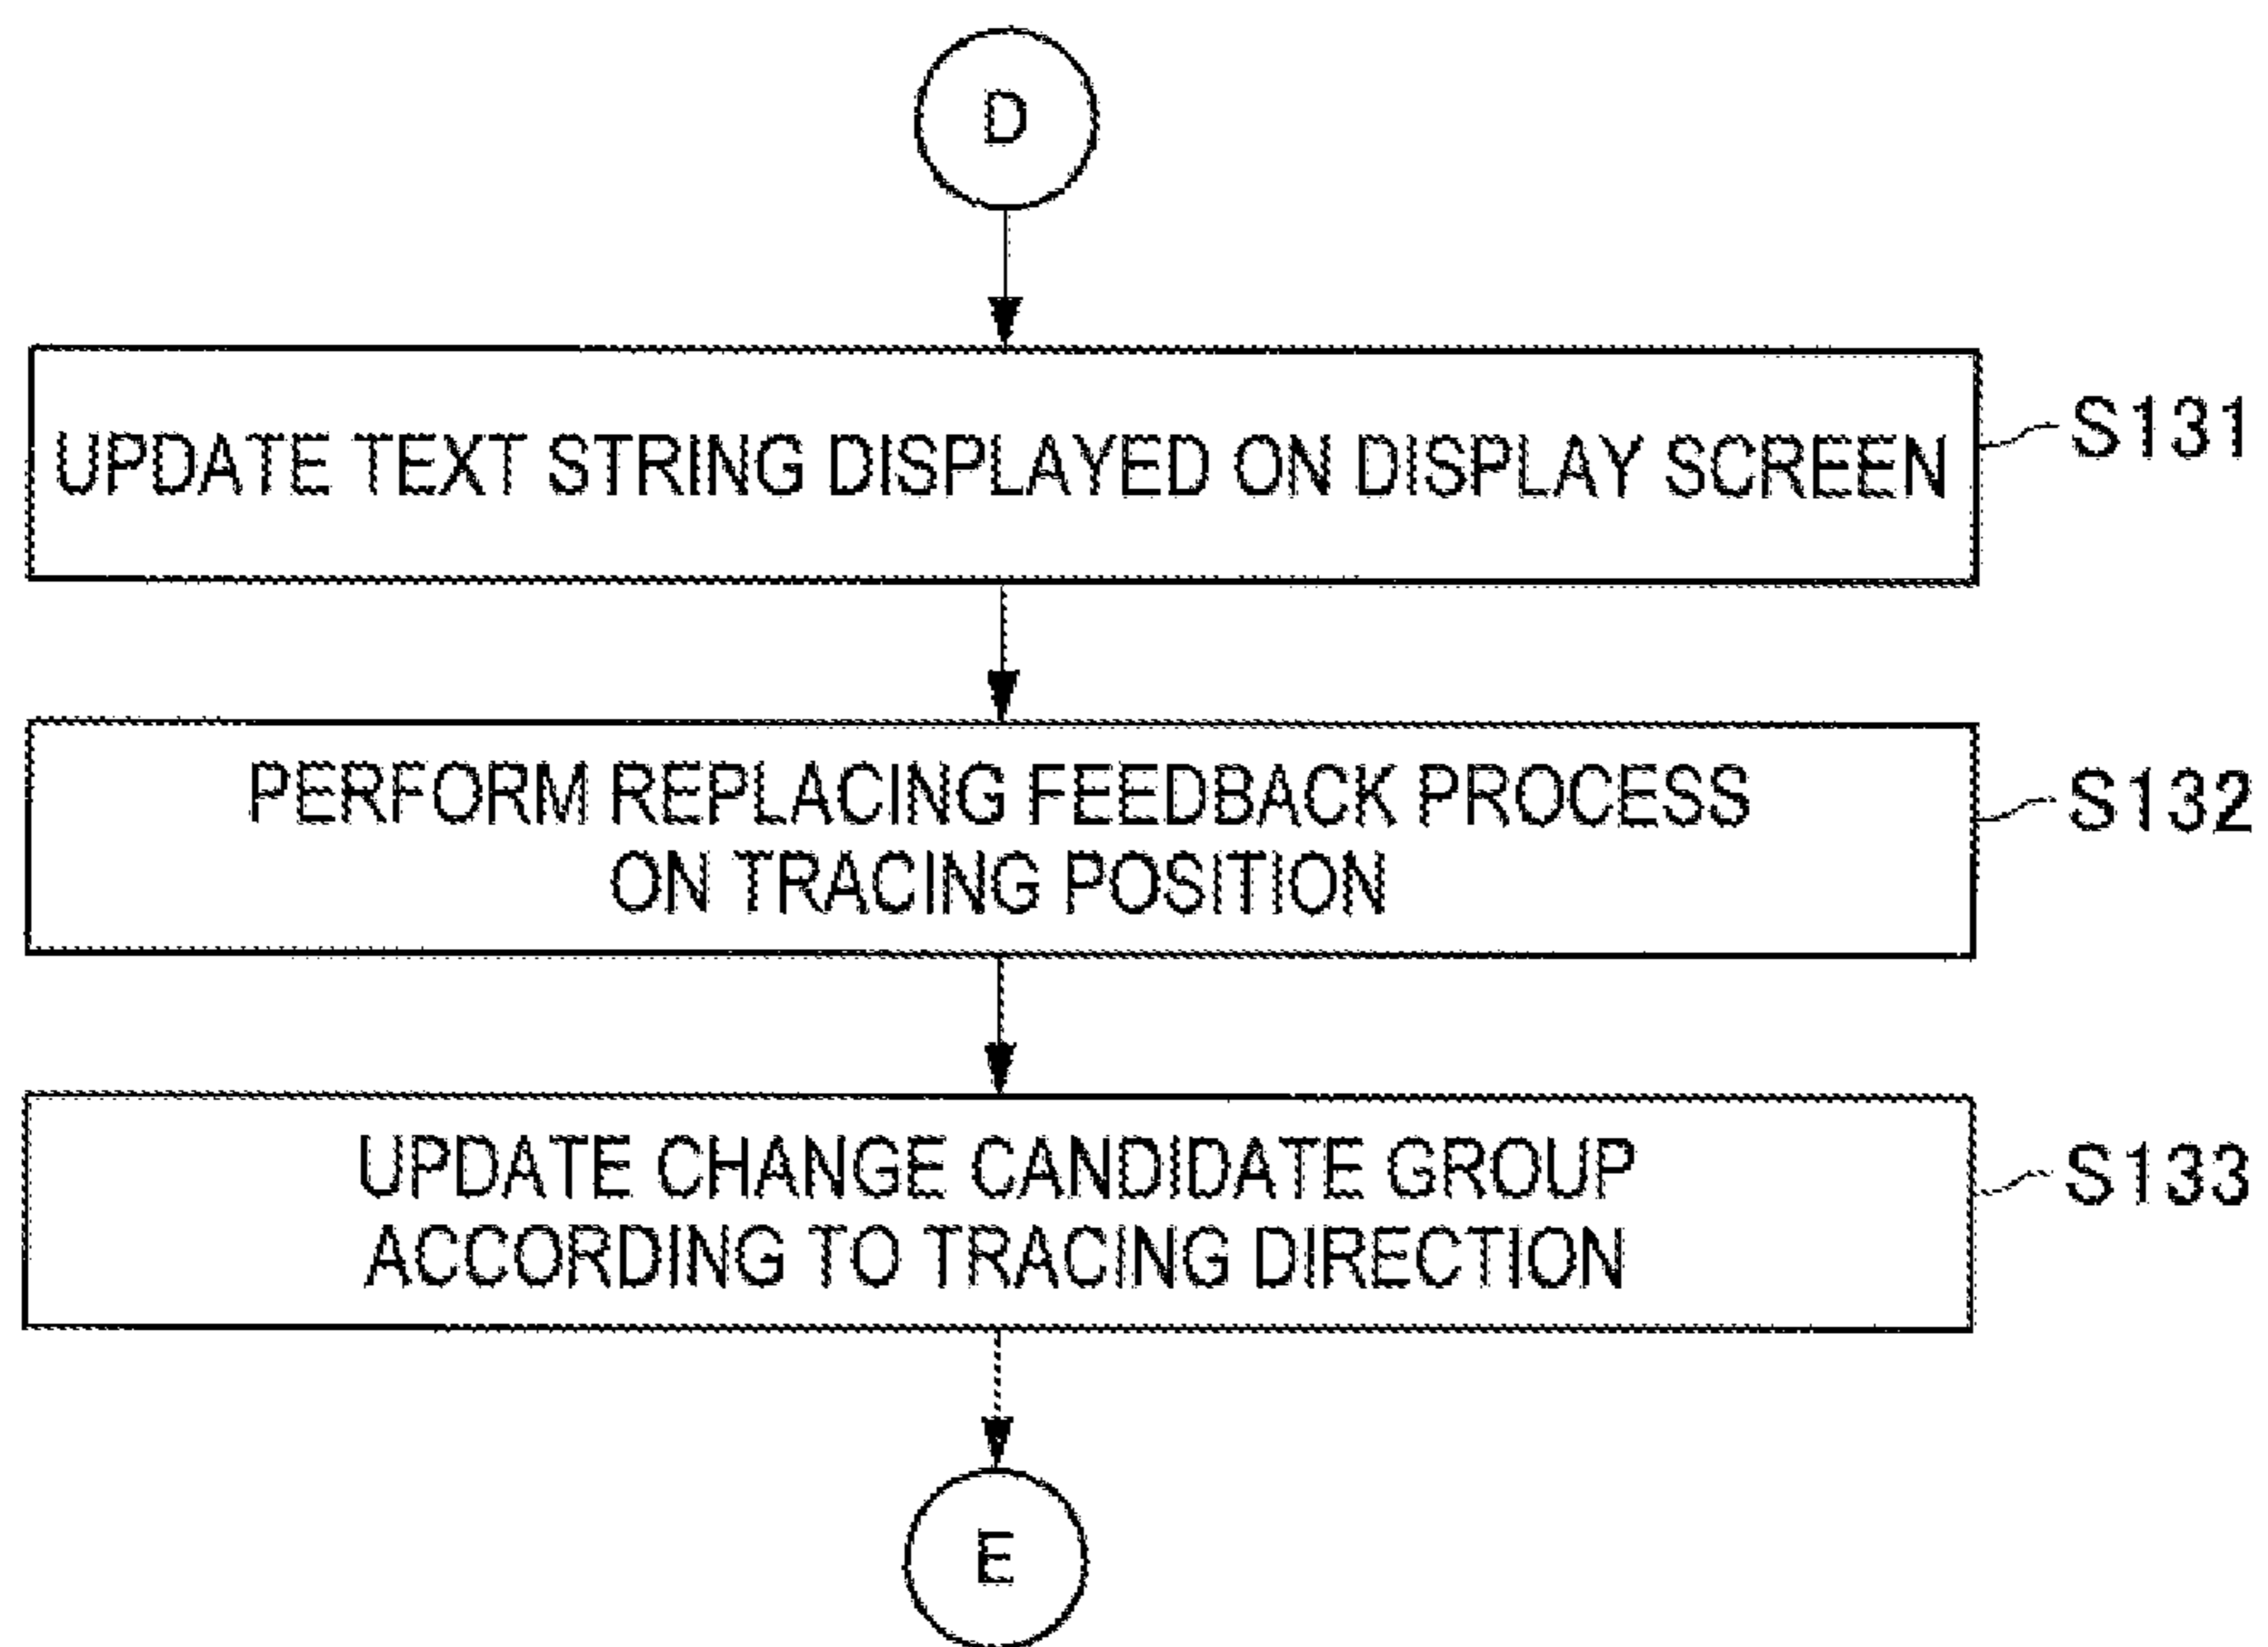 D
UPDATE TEXT STRING DISPLAYED ON DISPLAY SCREEN
S131
PERFORM REPLACING FEEDBACK PROCESS
ON TRACING POSITION
S132
UPDATE CHANGE CANDIDATE GROUP
ACCORDING TO TRACING DIRECTION
S133
E